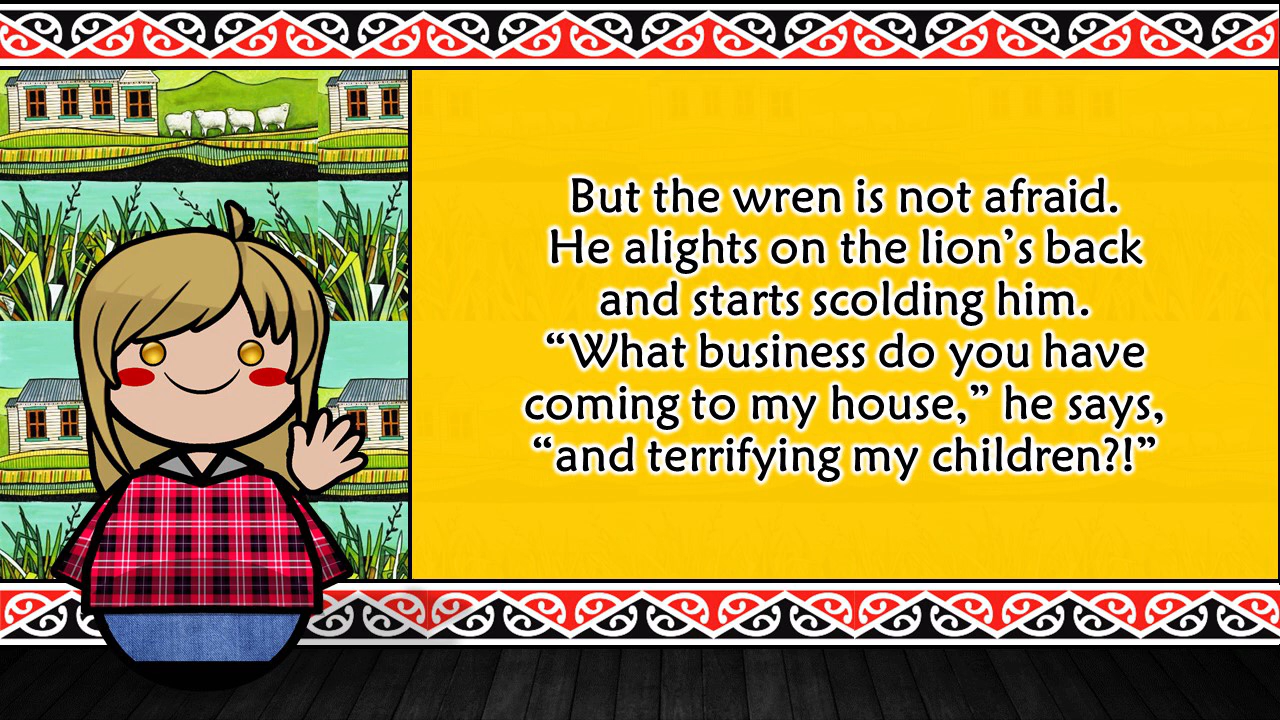 But the wren is not afraid.
He alights on the lion’s back
and starts scolding him.
“What business do you have
coming to my house,” he says,
“and terrifying my children?!”